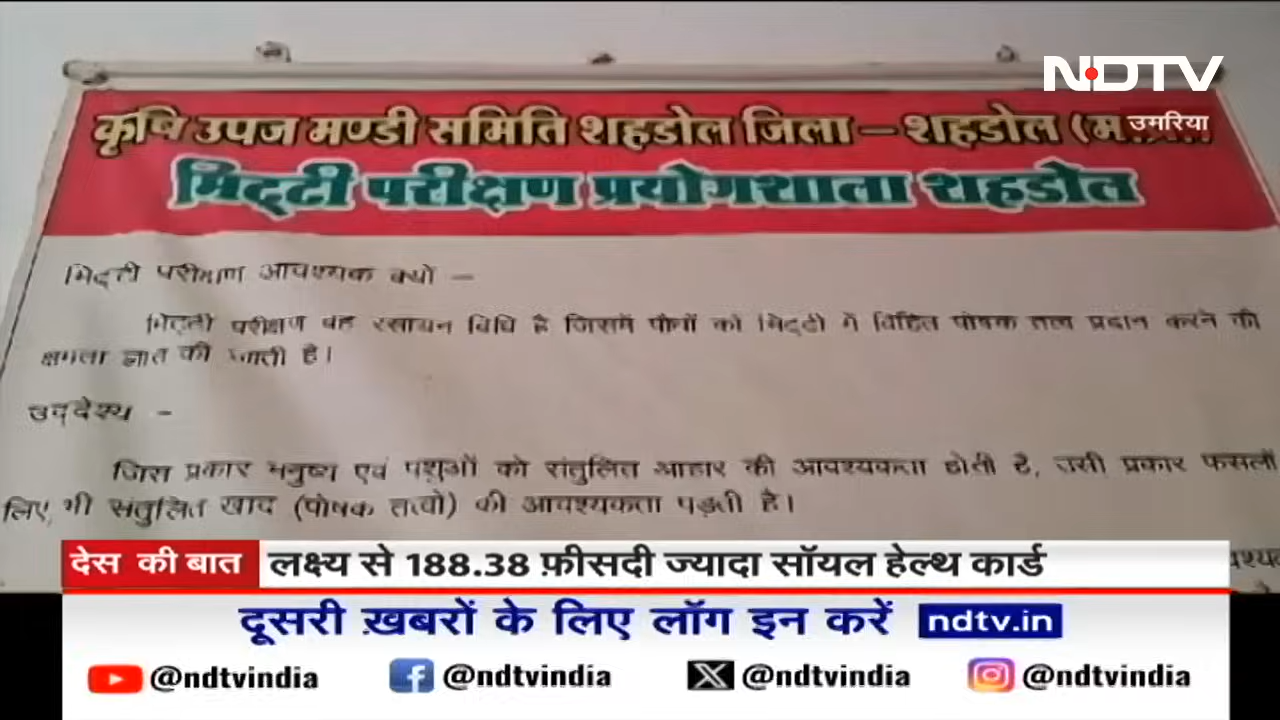 NDTV
उमरिया
कृषि उपज मण्डी समिति शहडोल जिला – शहडोल
मिट्टी परीक्षण प्रयोगशाला शहडोल
मिट्टी परीक्षण आवश्यक क्यों –
मिट्टी परीक्षण वह रसायन विधि है जिसमें पौधों को मिट्टी में निहित पोषक तत्व प्रदान करने की
क्षमता ज्ञात की जाती है।
उद्देश्य –
जिस प्रकार मनुष्य एवं पशुओं को संतुलित आहार की आवश्यकता होती है, उसी प्रकार फसलों
लिए भी संतुलित खाद (पोषक तत्वों) की आवश्यकता पड़ती है।
देस की बात लक्ष्य से 188.38 फ़ीसदी ज्यादा सॉयल हेल्थ कार्ड
दूसरी ख़बरों के लिए लॉग इन करें ndtv.in
@ndtvindia @ndtvindia @ndtvindia @ndtvindia